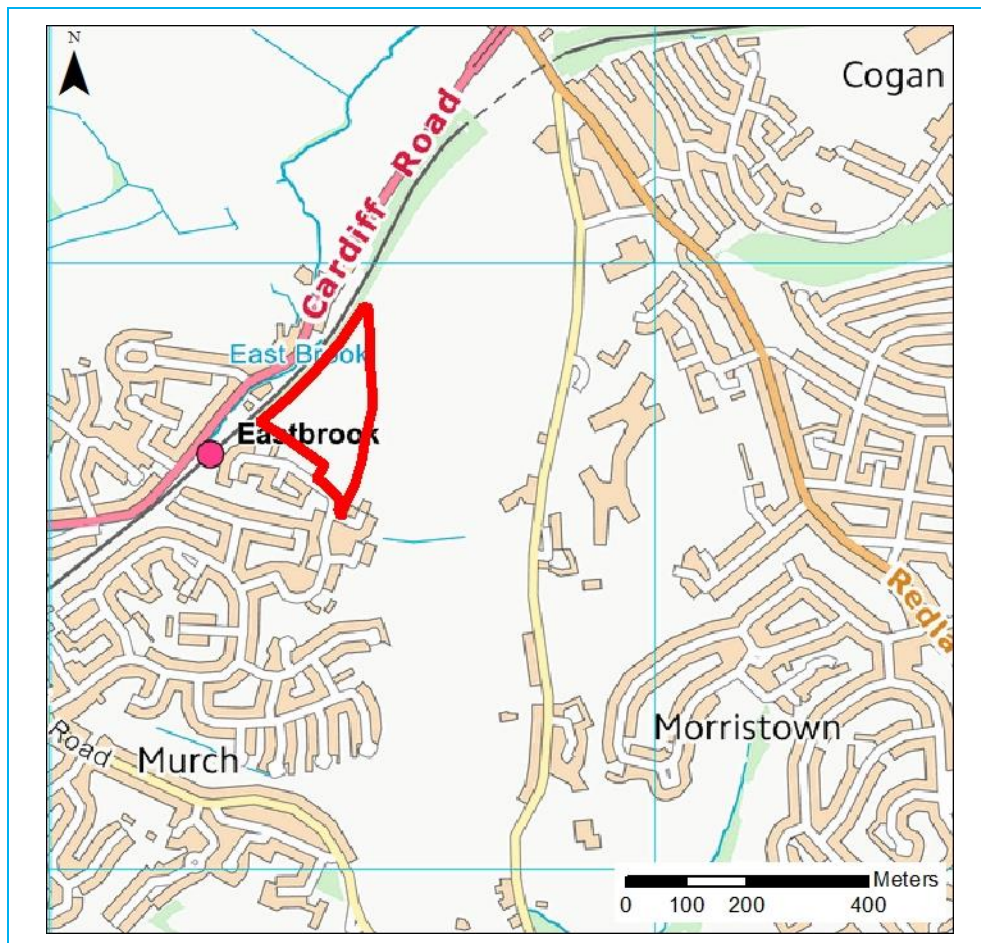 N
Cogan
Cardiff Road
East Brook
Eastbrook
Redla
Morristown
Road
Murch
Meters
0 100 200 400